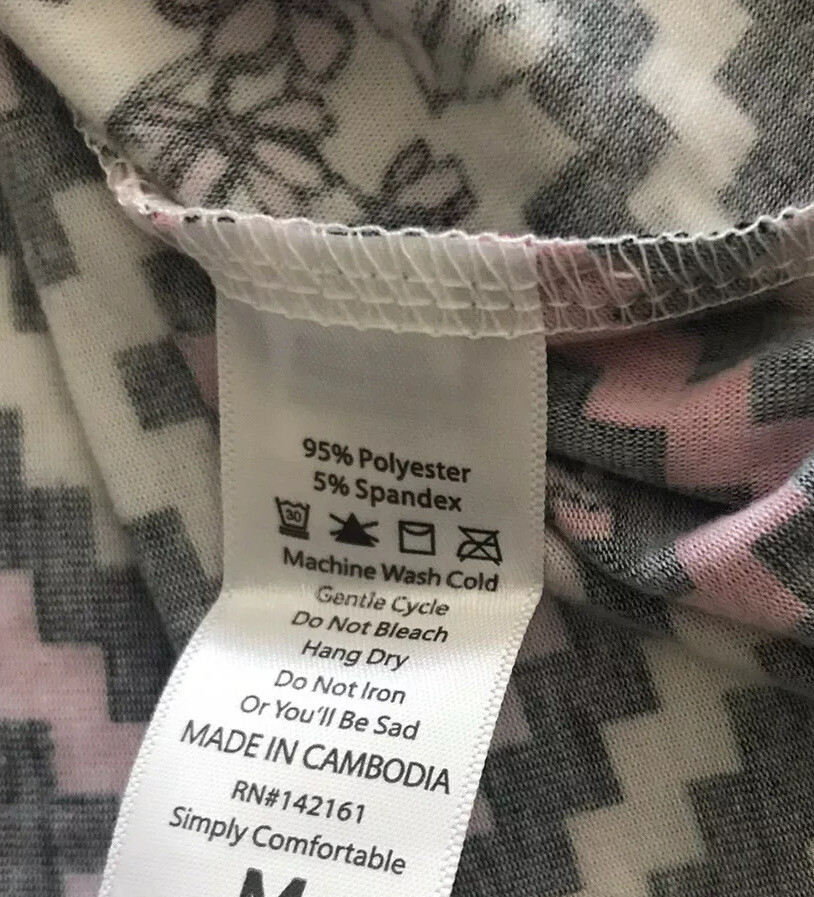 95% Polyester
5% Spandex
30
Machine Wash Cold
Gentle Cycle
Do Not Bleach
Hang Dry
Do Not Iron
Or You'll Be Sad
MADE IN CAMBODIA
RN#142161
Simply Comfortable
M